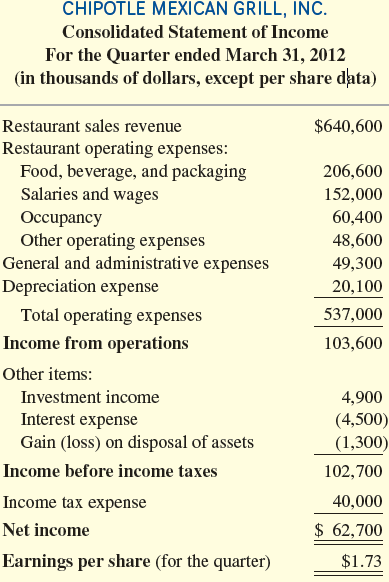 CHIPOTLE MEXICAN GRILL, INC.
Consolidated Statement of Income
For the Quarter ended March 31, 2012
(in thousands of dollars, except per share data)
Restaurant sales revenue $640,600
Restaurant operating expenses:
Food, beverage, and packaging 206,600
Salaries and wages 152,000
Occupancy 60,400
Other operating expenses 48,600
General and administrative expenses 49,300
Depreciation expense 20,100
Total operating expenses 537,000
Income from operations 103,600
Other items:
Investment income 4,900
Interest expense (4,500)
Gain (loss) on disposal of assets (1,300)
Income before income taxes 102,700
Income tax expense 40,000
Net income $ 62,700
Earnings per share (for the quarter) $1.73